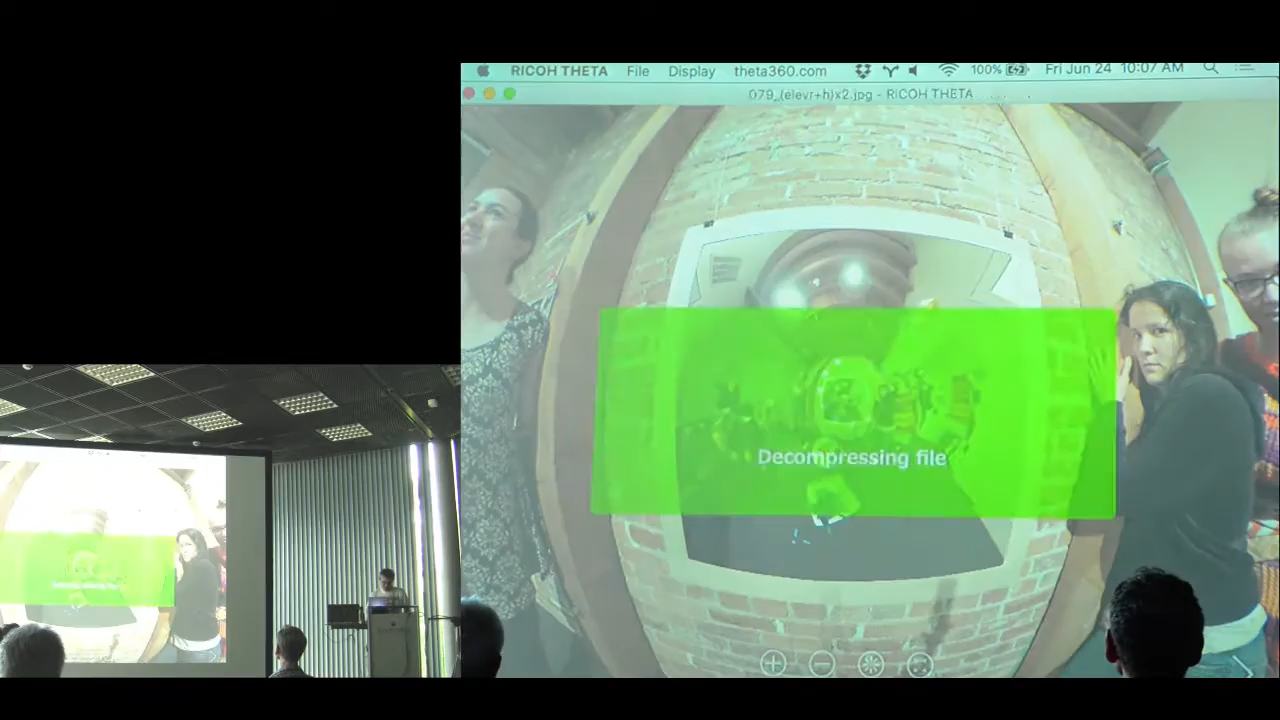 RICOH THETA File Display theta360.com 100% Fri Jun 24 10:07 AM
079_(elevr+h)x2.jpg - RICOH THETA
Decompressing file